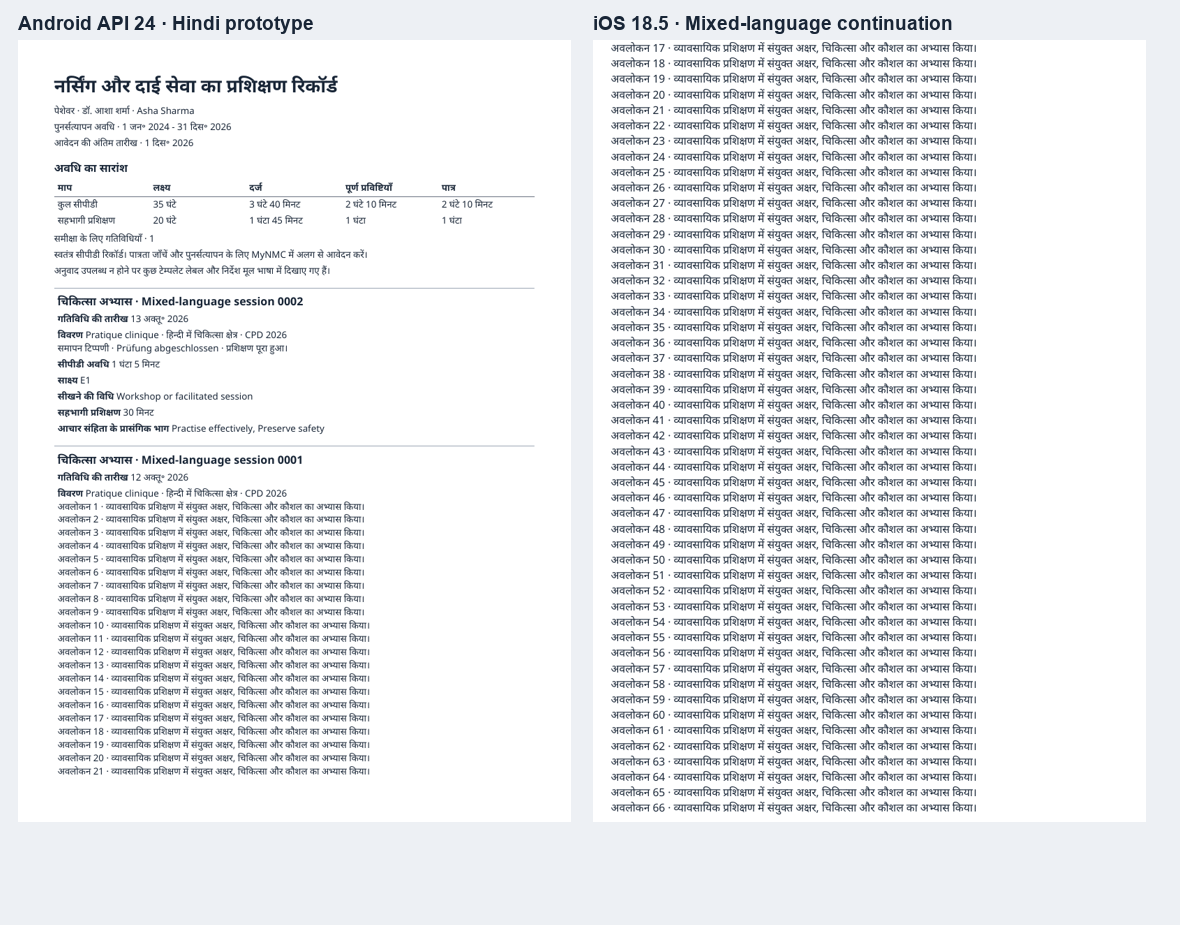 Android API 24 · Hindi prototype
नर्सिंग और दाई सेवा का प्रशिक्षण रिकॉर्ड
पेशेवर · डॉ. आशा शर्मा · Asha Sharma
पुनर्सत्यापन अवधि · 1 जन॰ 2024 - 31 दिस॰ 2026
आवेदन की अंतिम तारीख · 1 दिस॰ 2026
अवधि का सारांश
माप लक्ष्य दर्ज पूर्ण प्रविष्टियाँ पात्र
कुल सीपीडी 35 घंटे 3 घंटे 40 मिनट 2 घंटे 10 मिनट 2 घंटे 10 मिनट
सहभागी प्रशिक्षण 20 घंटे 1 घंटा 45 मिनट 1 घंटा 1 घंटा
समीक्षा के लिए गतिविधियाँ · 1
स्वतंत्र सीपीडी रिकॉर्ड। पात्रता जाँचें और पुनर्सत्यापन के लिए MyNMC में अलग से आवेदन करें।
अनुवाद उपलब्ध न होने पर कुछ टेम्पलेट लेबल और निर्देश मूल भाषा में दिखाए गए हैं।
चिकित्सा अभ्यास · Mixed-language session 0002
गतिविधि की तारीख 13 अक्तू॰ 2026
विवरण Pratique clinique · हिन्दी में चिकित्सा क्षेत्र · CPD 2026
समापन टिप्पणी · Prüfung abgeschlossen · प्रशिक्षण पूरा हुआ।
सीपीडी अवधि 1 घंटा 5 मिनट
साक्ष्य E1
सीखने की विधि Workshop or facilitated session
सहभागी प्रशिक्षण 30 मिनट
आचार संहिता के प्रासंगिक भाग Practise effectively, Preserve safety
चिकित्सा अभ्यास · Mixed-language session 0001
गतिविधि की तारीख 12 अक्तू॰ 2026
विवरण Pratique clinique · हिन्दी में चिकित्सा क्षेत्र · CPD 2026
अवलोकन 1 · व्यावसायिक प्रशिक्षण में संयुक्त अक्षर, चिकित्सा और कौशल का अभ्यास किया।
अवलोकन 2 · व्यावसायिक प्रशिक्षण में संयुक्त अक्षर, चिकित्सा और कौशल का अभ्यास किया।
अवलोकन 3 · व्यावसायिक प्रशिक्षण में संयुक्त अक्षर, चिकित्सा और कौशल का अभ्यास किया।
अवलोकन 4 · व्यावसायिक प्रशिक्षण में संयुक्त अक्षर, चिकित्सा और कौशल का अभ्यास किया।
अवलोकन 5 · व्यावसायिक प्रशिक्षण में संयुक्त अक्षर, चिकित्सा और कौशल का अभ्यास किया।
अवलोकन 6 · व्यावसायिक प्रशिक्षण में संयुक्त अक्षर, चिकित्सा और कौशल का अभ्यास किया।
अवलोकन 7 · व्यावसायिक प्रशिक्षण में संयुक्त अक्षर, चिकित्सा और कौशल का अभ्यास किया।
अवलोकन 8 · व्यावसायिक प्रशिक्षण में संयुक्त अक्षर, चिकित्सा और कौशल का अभ्यास किया।
अवलोकन 9 · व्यावसायिक प्रशिक्षण में संयुक्त अक्षर, चिकित्सा और कौशल का अभ्यास किया।
अवलोकन 10 · व्यावसायिक प्रशिक्षण में संयुक्त अक्षर, चिकित्सा और कौशल का अभ्यास किया।
अवलोकन 11 · व्यावसायिक प्रशिक्षण में संयुक्त अक्षर, चिकित्सा और कौशल का अभ्यास किया।
अवलोकन 12 · व्यावसायिक प्रशिक्षण में संयुक्त अक्षर, चिकित्सा और कौशल का अभ्यास किया।
अवलोकन 13 · व्यावसायिक प्रशिक्षण में संयुक्त अक्षर, चिकित्सा और कौशल का अभ्यास किया।
अवलोकन 14 · व्यावसायिक प्रशिक्षण में संयुक्त अक्षर, चिकित्सा और कौशल का अभ्यास किया।
अवलोकन 15 · व्यावसायिक प्रशिक्षण में संयुक्त अक्षर, चिकित्सा और कौशल का अभ्यास किया।
अवलोकन 16 · व्यावसायिक प्रशिक्षण में संयुक्त अक्षर, चिकित्सा और कौशल का अभ्यास किया।
अवलोकन 17 · व्यावसायिक प्रशिक्षण में संयुक्त अक्षर, चिकित्सा और कौशल का अभ्यास किया।
अवलोकन 18 · व्यावसायिक प्रशिक्षण में संयुक्त अक्षर, चिकित्सा और कौशल का अभ्यास किया।
अवलोकन 19 · व्यावसायिक प्रशिक्षण में संयुक्त अक्षर, चिकित्सा और कौशल का अभ्यास किया।
अवलोकन 20 · व्यावसायिक प्रशिक्षण में संयुक्त अक्षर, चिकित्सा और कौशल का अभ्यास किया।
अवलोकन 21 · व्यावसायिक प्रशिक्षण में संयुक्त अक्षर, चिकित्सा और कौशल का अभ्यास किया।
iOS 18.5 · Mixed-language continuation
अवलोकन 17 · व्यावसायिक प्रशिक्षण में संयुक्त अक्षर, चिकित्सा और कौशल का अभ्यास किया।
अवलोकन 18 · व्यावसायिक प्रशिक्षण में संयुक्त अक्षर, चिकित्सा और कौशल का अभ्यास किया।
अवलोकन 19 · व्यावसायिक प्रशिक्षण में संयुक्त अक्षर, चिकित्सा और कौशल का अभ्यास किया।
अवलोकन 20 · व्यावसायिक प्रशिक्षण में संयुक्त अक्षर, चिकित्सा और कौशल का अभ्यास किया।
अवलोकन 21 · व्यावसायिक प्रशिक्षण में संयुक्त अक्षर, चिकित्सा और कौशल का अभ्यास किया।
अवलोकन 22 · व्यावसायिक प्रशिक्षण में संयुक्त अक्षर, चिकित्सा और कौशल का अभ्यास किया।
अवलोकन 23 · व्यावसायिक प्रशिक्षण में संयुक्त अक्षर, चिकित्सा और कौशल का अभ्यास किया।
अवलोकन 24 · व्यावसायिक प्रशिक्षण में संयुक्त अक्षर, चिकित्सा और कौशल का अभ्यास किया।
अवलोकन 25 · व्यावसायिक प्रशिक्षण में संयुक्त अक्षर, चिकित्सा और कौशल का अभ्यास किया।
अवलोकन 26 · व्यावसायिक प्रशिक्षण में संयुक्त अक्षर, चिकित्सा और कौशल का अभ्यास किया।
अवलोकन 27 · व्यावसायिक प्रशिक्षण में संयुक्त अक्षर, चिकित्सा और कौशल का अभ्यास किया।
अवलोकन 28 · व्यावसायिक प्रशिक्षण में संयुक्त अक्षर, चिकित्सा और कौशल का अभ्यास किया।
अवलोकन 29 · व्यावसायिक प्रशिक्षण में संयुक्त अक्षर, चिकित्सा और कौशल का अभ्यास किया।
अवलोकन 30 · व्यावसायिक प्रशिक्षण में संयुक्त अक्षर, चिकित्सा और कौशल का अभ्यास किया।
अवलोकन 31 · व्यावसायिक प्रशिक्षण में संयुक्त अक्षर, चिकित्सा और कौशल का अभ्यास किया।
अवलोकन 32 · व्यावसायिक प्रशिक्षण में संयुक्त अक्षर, चिकित्सा और कौशल का अभ्यास किया।
अवलोकन 33 · व्यावसायिक प्रशिक्षण में संयुक्त अक्षर, चिकित्सा और कौशल का अभ्यास किया।
अवलोकन 34 · व्यावसायिक प्रशिक्षण में संयुक्त अक्षर, चिकित्सा और कौशल का अभ्यास किया।
अवलोकन 35 · व्यावसायिक प्रशिक्षण में संयुक्त अक्षर, चिकित्सा और कौशल का अभ्यास किया।
अवलोकन 36 · व्यावसायिक प्रशिक्षण में संयुक्त अक्षर, चिकित्सा और कौशल का अभ्यास किया।
अवलोकन 37 · व्यावसायिक प्रशिक्षण में संयुक्त अक्षर, चिकित्सा और कौशल का अभ्यास किया।
अवलोकन 38 · व्यावसायिक प्रशिक्षण में संयुक्त अक्षर, चिकित्सा और कौशल का अभ्यास किया।
अवलोकन 39 · व्यावसायिक प्रशिक्षण में संयुक्त अक्षर, चिकित्सा और कौशल का अभ्यास किया।
अवलोकन 40 · व्यावसायिक प्रशिक्षण में संयुक्त अक्षर, चिकित्सा और कौशल का अभ्यास किया।
अवलोकन 41 · व्यावसायिक प्रशिक्षण में संयुक्त अक्षर, चिकित्सा और कौशल का अभ्यास किया।
अवलोकन 42 · व्यावसायिक प्रशिक्षण में संयुक्त अक्षर, चिकित्सा और कौशल का अभ्यास किया।
अवलोकन 43 · व्यावसायिक प्रशिक्षण में संयुक्त अक्षर, चिकित्सा और कौशल का अभ्यास किया।
अवलोकन 44 · व्यावसायिक प्रशिक्षण में संयुक्त अक्षर, चिकित्सा और कौशल का अभ्यास किया।
अवलोकन 45 · व्यावसायिक प्रशिक्षण में संयुक्त अक्षर, चिकित्सा और कौशल का अभ्यास किया।
अवलोकन 46 · व्यावसायिक प्रशिक्षण में संयुक्त अक्षर, चिकित्सा और कौशल का अभ्यास किया।
अवलोकन 47 · व्यावसायिक प्रशिक्षण में संयुक्त अक्षर, चिकित्सा और कौशल का अभ्यास किया।
अवलोकन 48 · व्यावसायिक प्रशिक्षण में संयुक्त अक्षर, चिकित्सा और कौशल का अभ्यास किया।
अवलोकन 49 · व्यावसायिक प्रशिक्षण में संयुक्त अक्षर, चिकित्सा और कौशल का अभ्यास किया।
अवलोकन 50 · व्यावसायिक प्रशिक्षण में संयुक्त अक्षर, चिकित्सा और कौशल का अभ्यास किया।
अवलोकन 51 · व्यावसायिक प्रशिक्षण में संयुक्त अक्षर, चिकित्सा और कौशल का अभ्यास किया।
अवलोकन 52 · व्यावसायिक प्रशिक्षण में संयुक्त अक्षर, चिकित्सा और कौशल का अभ्यास किया।
अवलोकन 53 · व्यावसायिक प्रशिक्षण में संयुक्त अक्षर, चिकित्सा और कौशल का अभ्यास किया।
अवलोकन 54 · व्यावसायिक प्रशिक्षण में संयुक्त अक्षर, चिकित्सा और कौशल का अभ्यास किया।
अवलोकन 55 · व्यावसायिक प्रशिक्षण में संयुक्त अक्षर, चिकित्सा और कौशल का अभ्यास किया।
अवलोकन 56 · व्यावसायिक प्रशिक्षण में संयुक्त अक्षर, चिकित्सा और कौशल का अभ्यास किया।
अवलोकन 57 · व्यावसायिक प्रशिक्षण में संयुक्त अक्षर, चिकित्सा और कौशल का अभ्यास किया।
अवलोकन 58 · व्यावसायिक प्रशिक्षण में संयुक्त अक्षर, चिकित्सा और कौशल का अभ्यास किया।
अवलोकन 59 · व्यावसायिक प्रशिक्षण में संयुक्त अक्षर, चिकित्सा और कौशल का अभ्यास किया।
अवलोकन 60 · व्यावसायिक प्रशिक्षण में संयुक्त अक्षर, चिकित्सा और कौशल का अभ्यास किया।
अवलोकन 61 · व्यावसायिक प्रशिक्षण में संयुक्त अक्षर, चिकित्सा और कौशल का अभ्यास किया।
अवलोकन 62 · व्यावसायिक प्रशिक्षण में संयुक्त अक्षर, चिकित्सा और कौशल का अभ्यास किया।
अवलोकन 63 · व्यावसायिक प्रशिक्षण में संयुक्त अक्षर, चिकित्सा और कौशल का अभ्यास किया।
अवलोकन 64 · व्यावसायिक प्रशिक्षण में संयुक्त अक्षर, चिकित्सा और कौशल का अभ्यास किया।
अवलोकन 65 · व्यावसायिक प्रशिक्षण में संयुक्त अक्षर, चिकित्सा और कौशल का अभ्यास किया।
अवलोकन 66 · व्यावसायिक प्रशिक्षण में संयुक्त अक्षर, चिकित्सा और कौशल का अभ्यास किया।